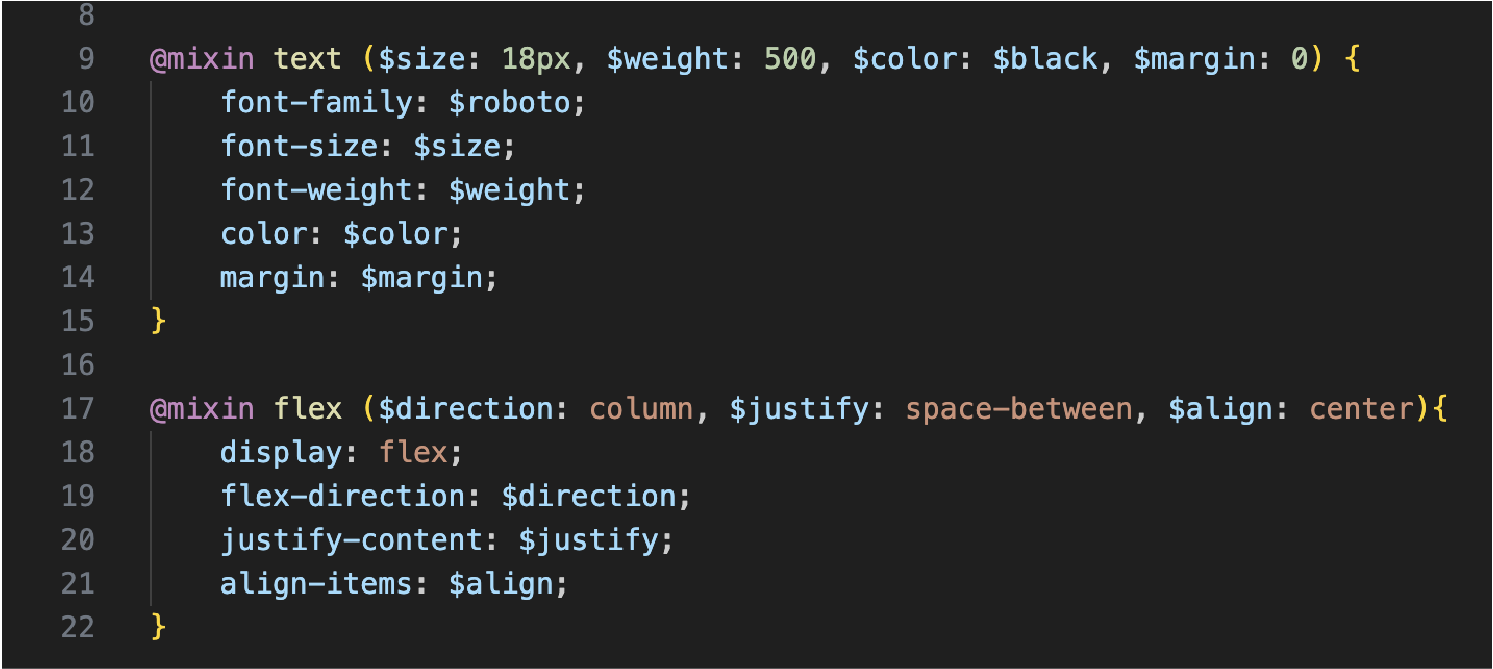 8
9 @mixin text ($size: 18px, $weight: 500, $color: $black, $margin: 0) {
10     font-family: $roboto;
11     font-size: $size;
12     font-weight: $weight;
13     color: $color;
14     margin: $margin;
15 }
16
17 @mixin flex ($direction: column, $justify: space-between, $align: center){
18     display: flex;
19     flex-direction: $direction;
20     justify-content: $justify;
21     align-items: $align;
22 }